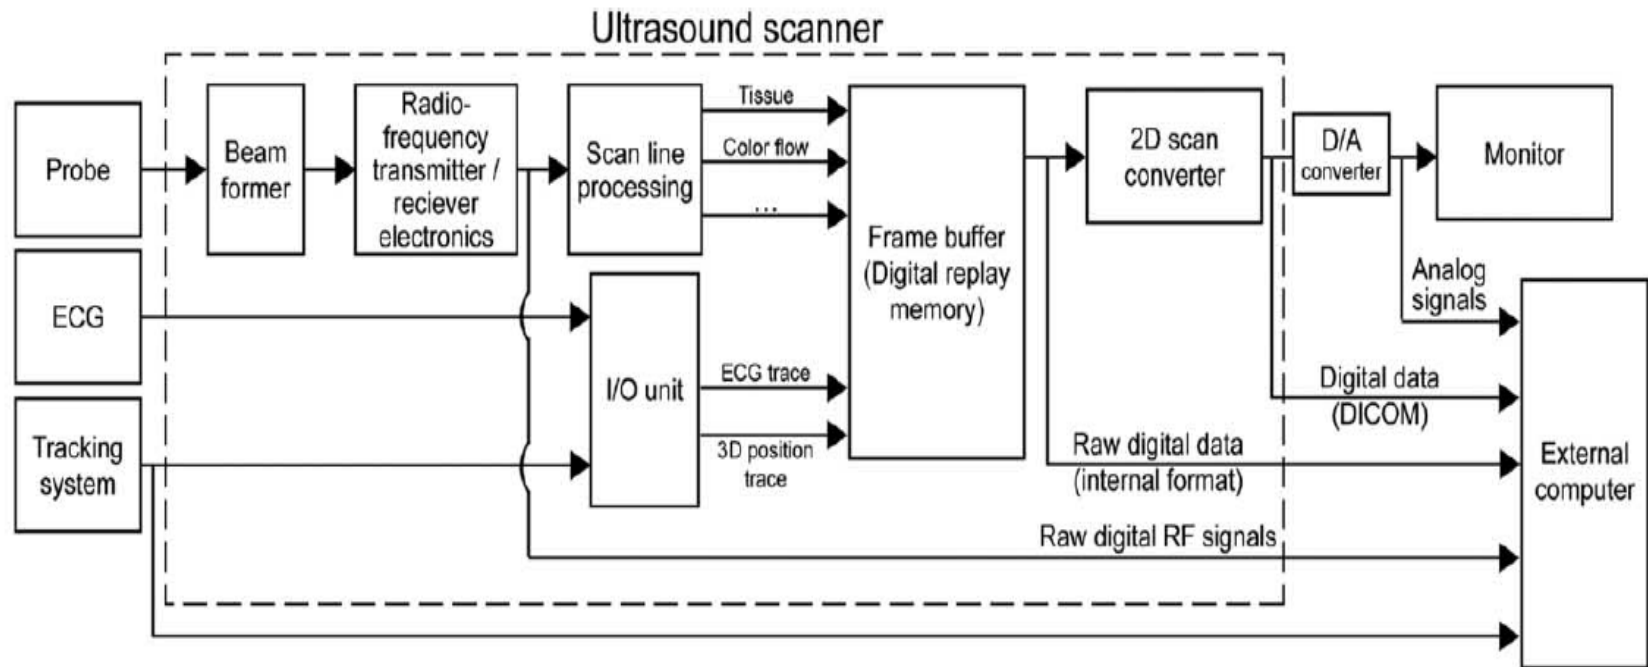 Ultrasound scanner
Probe
Beam
former
Radio-
frequency
transmitter /
reciever
electronics
Scan line
processing
Tissue
Color flow
...
Frame buffer
(Digital replay
memory)
2D scan
converter
D/A
converter
Monitor
ECG
I/O unit
ECG trace
3D position
trace
Tracking
system
Analog
signals
Digital data
(DICOM)
Raw digital data
(internal format)
Raw digital RF signals
External
computer